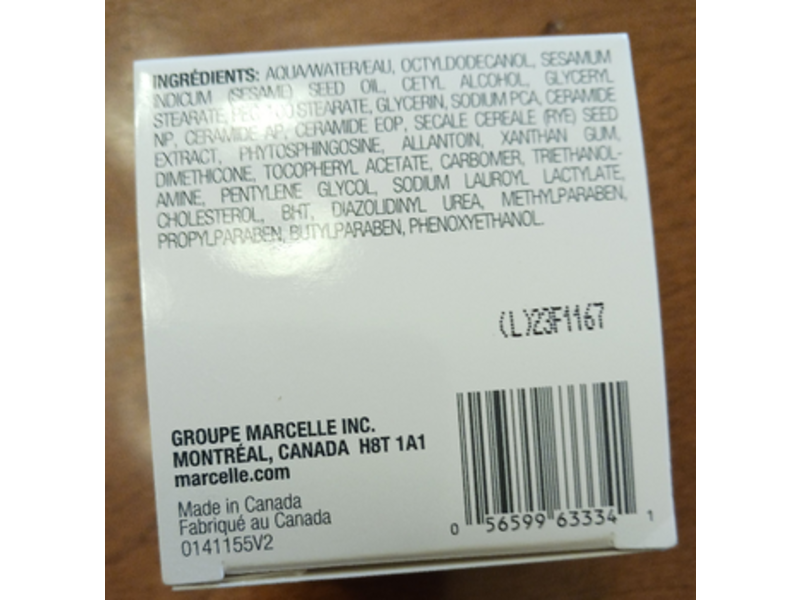 INGRÉDIENTS: AQUA/WATER/EAU, OCTYLDODECANOL, SESAMUM
INDICUM (SESAME) SEED OIL, CETYL ALCOHOL, GLYCERYL
STEARATE, PEG-100 STEARATE, GLYCERIN, SODIUM PCA, CERAMIDE
NP, CERAMIDE AP, CERAMIDE EOP, SECALE CEREALE (RYE) SEED
EXTRACT, PHYTOSPHINGOSINE, ALLANTOIN, XANTHAN GUM,
DIMETHICONE, TOCOPHERYL ACETATE, CARBOMER, TRIETHANOL-
AMINE, PENTYLENE GLYCOL, SODIUM LAUROYL LACTYLATE,
CHOLESTEROL, BHT, DIAZOLIDINYL UREA, METHYLPARABEN,
PROPYLPARABEN, BUTYLPARABEN, PHENOXYETHANOL.
(L)23F1167
GROUPE MARCELLE INC.
MONTRÉAL, CANADA H8T 1A1
marcelle.com
Made in Canada
Fabriqué au Canada
0141155V2
0 56599 63334 1